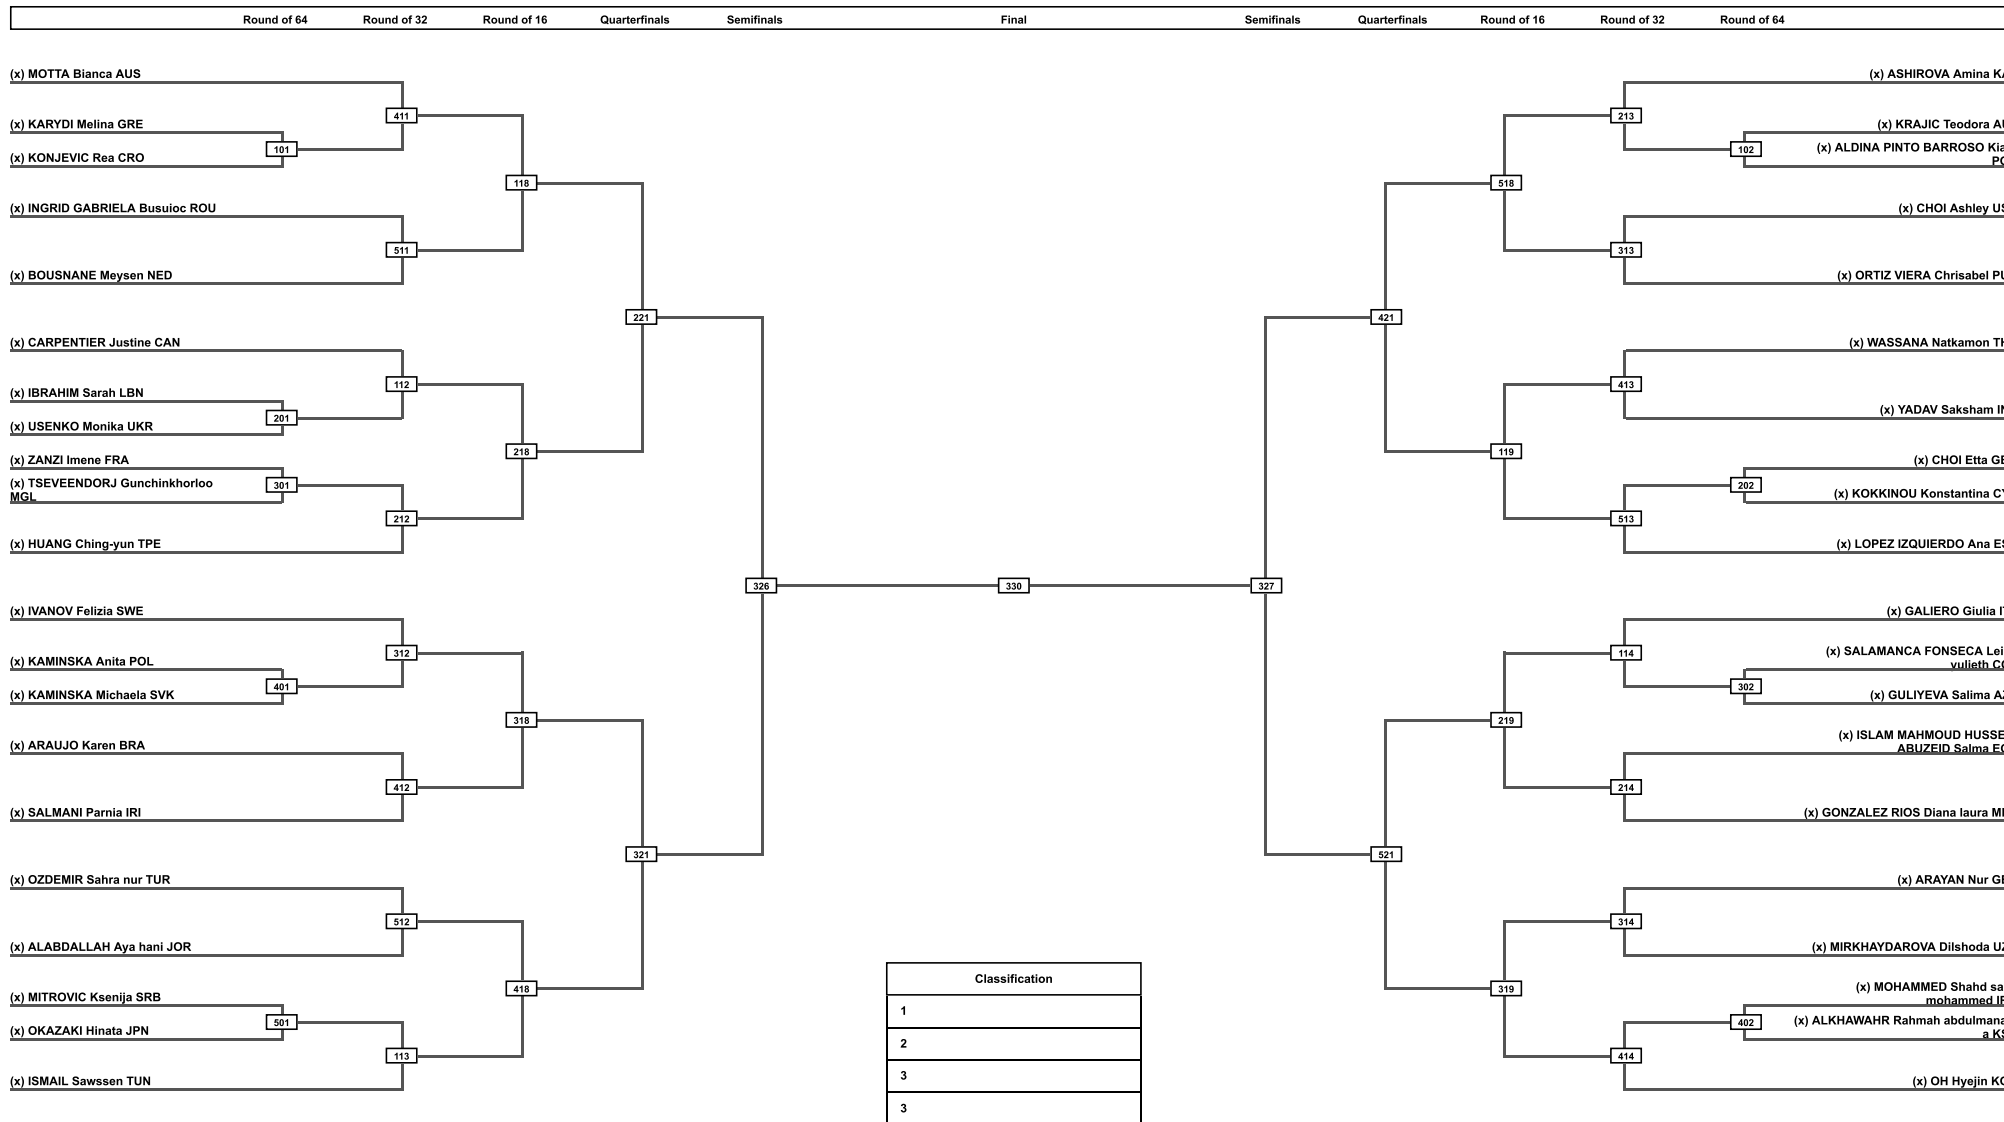 Round of 64 Round of 32 Round of 16 Quarterfinals Semifinals Final Semifinals Quarterfinals Round of 16 Round of 32 Round of 64
(x) MOTTA Bianca AUS
411
(x) KARYDI Melina GRE
101
(x) KONJEVIC Rea CRO
118
(x) INGRID GABRIELA Busuioc ROU
511
(x) BOUSNANE Meysen NED
221
(x) CARPENTIER Justine CAN
112
(x) IBRAHIM Sarah LBN
201
(x) USENKO Monika UKR
218
(x) ZANZI Imene FRA
(x) TSEVEENDORJ Gunchinkhorloo
MGL
301
212
(x) HUANG Ching-yun TPE
326
(x) IVANOV Felizia SWE
312
(x) KAMINSKA Anita POL
401
(x) KAMINSKA Michaela SVK
318
(x) ARAUJO Karen BRA
412
(x) SALMANI Parnia IRI
321
(x) OZDEMIR Sahra nur TUR
512
(x) ALABDALLAH Aya hani JOR
418
(x) MITROVIC Ksenija SRB
501
(x) OKAZAKI Hinata JPN
113
(x) ISMAIL Sawssen TUN
330
Classification
1
2
3
3
(x) ASHIROVA Amina
213
(x) KRAJIC Teodora
102
(x) ALDINA PINTO BARROSO
518
(x) CHOI Ashley
313
(x) ORTIZ VIERA Chrisabel
421
(x) WASSANA Natkamon
413
(x) YADAV Saksham
119
(x) CHOI Etta
202
(x) KOKKINOU Konstantina
513
(x) LOPEZ IZQUIERDO Ana
327
(x) GALIERO Giulia
114
(x) SALAMANCA FONSECA
yulieth
302
(x) GULIYEVA Salima
219
(x) ISLAM MAHMOUD
ABUZEID Salma
214
(x) GONZALEZ RIOS Diana laura
521
(x) ARAYAN Nur
314
(x) MIRKHAYDAROVA Dilshoda
319
(x) MOHAMMED Shahd
mohammed
402
(x) ALKHAWAHR Rahmah
a
414
(x) OH Hyejin